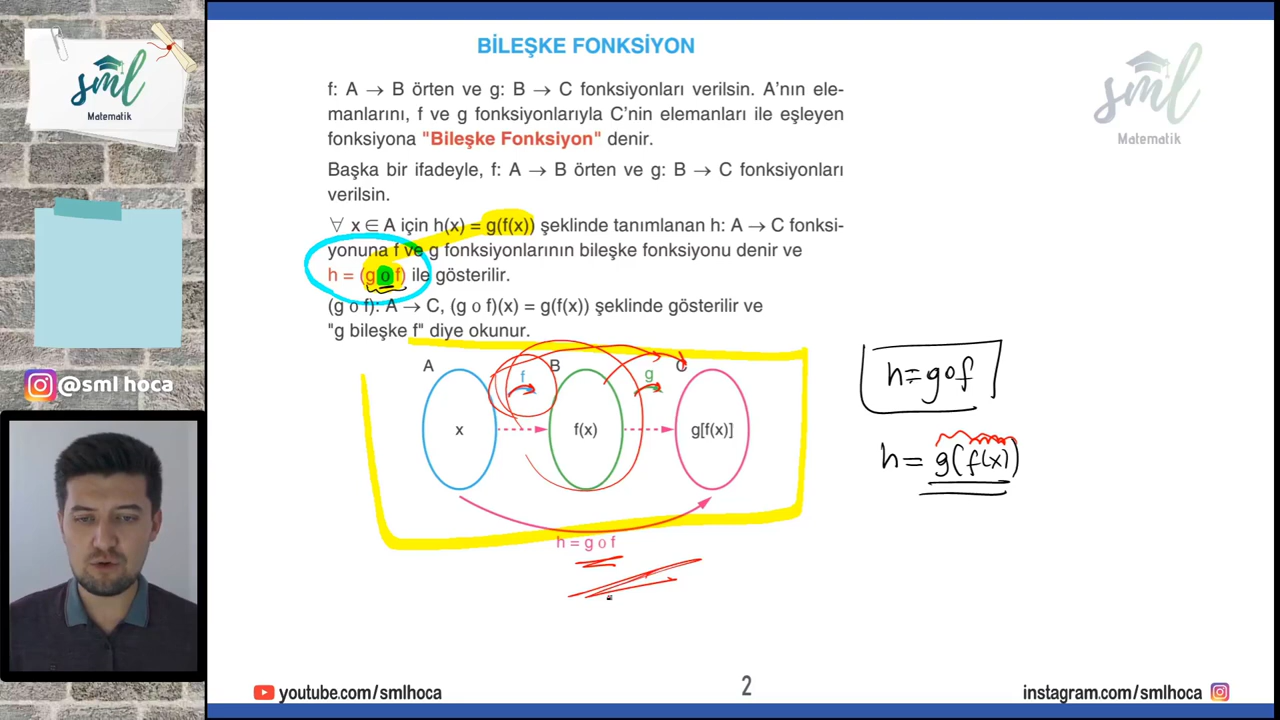 sml
Matematik
@sml hoca
BİLEŞKE FONKSİYON
f: A → B örten ve g: B → C fonksiyonları verilsin. A’nın ele-
manlarını, f ve g fonksiyonlarıyla C’nin elemanları ile eşleyen
fonksiyona "Bileşke Fonksiyon" denir.
Başka bir ifadeyle, f: A → B örten ve g: B → C fonksiyonları
verilsin.
∀ x ∈ A için h(x) = g(f(x)) şeklinde tanımlanan h: A → C fonksi-
yonuna f ve g fonksiyonlarının bileşke fonksiyonu denir ve
h = (g o f) ile gösterilir.
(g o f): A → C, (g o f)(x) = g(f(x)) şeklinde gösterilir ve
"g bileşke f" diye okunur.
A f B g C
x f(x) g[f(x)]
h = g o f
h = gof
h = g(f(x))
sml
Matematik
youtube.com/smlhoca
2
instagram.com/smlhoca